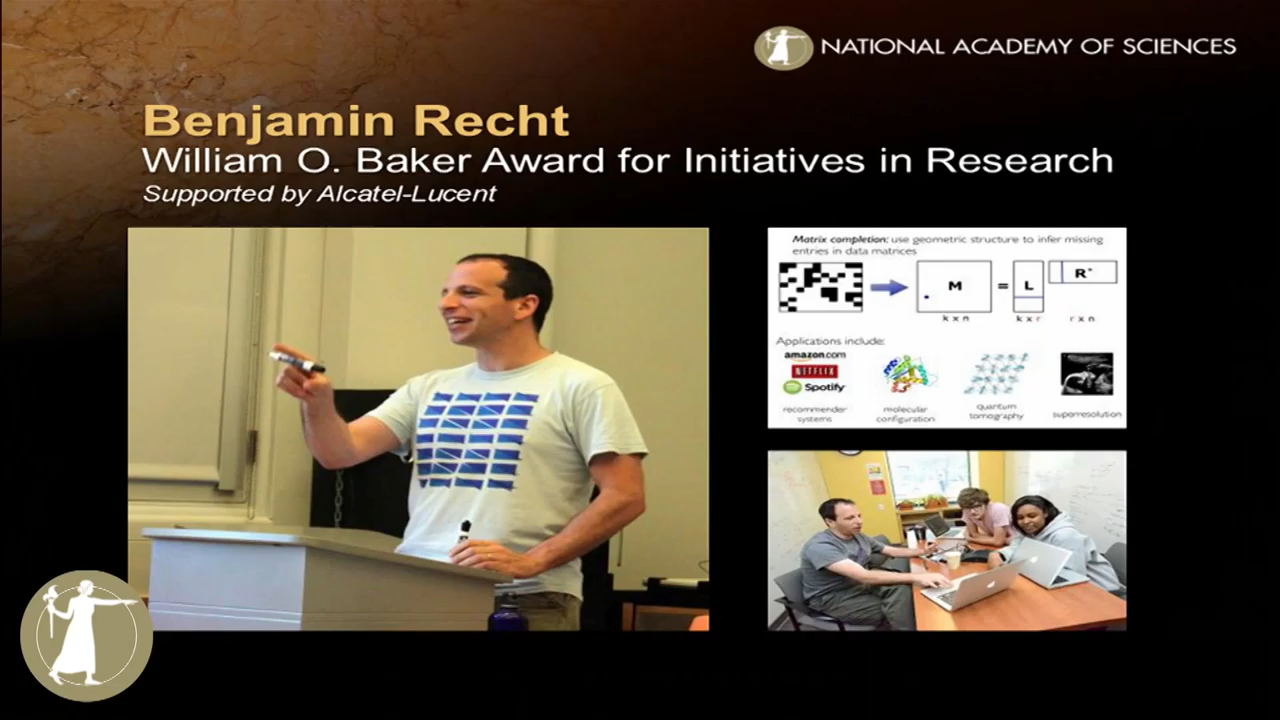 NATIONAL ACADEMY OF SCIENCES
Benjamin Recht
William O. Baker Award for Initiatives in Research
Supported by Alcatel-Lucent
Matrix completion: use geometric structure to infer missing
entries in data matrices
M = L R*
k x n k x r r x n
Applications include:
amazon.com
NETFLIX
Spotify
recommender
systems
molecular
configuration
quantum
tomography
superresolution